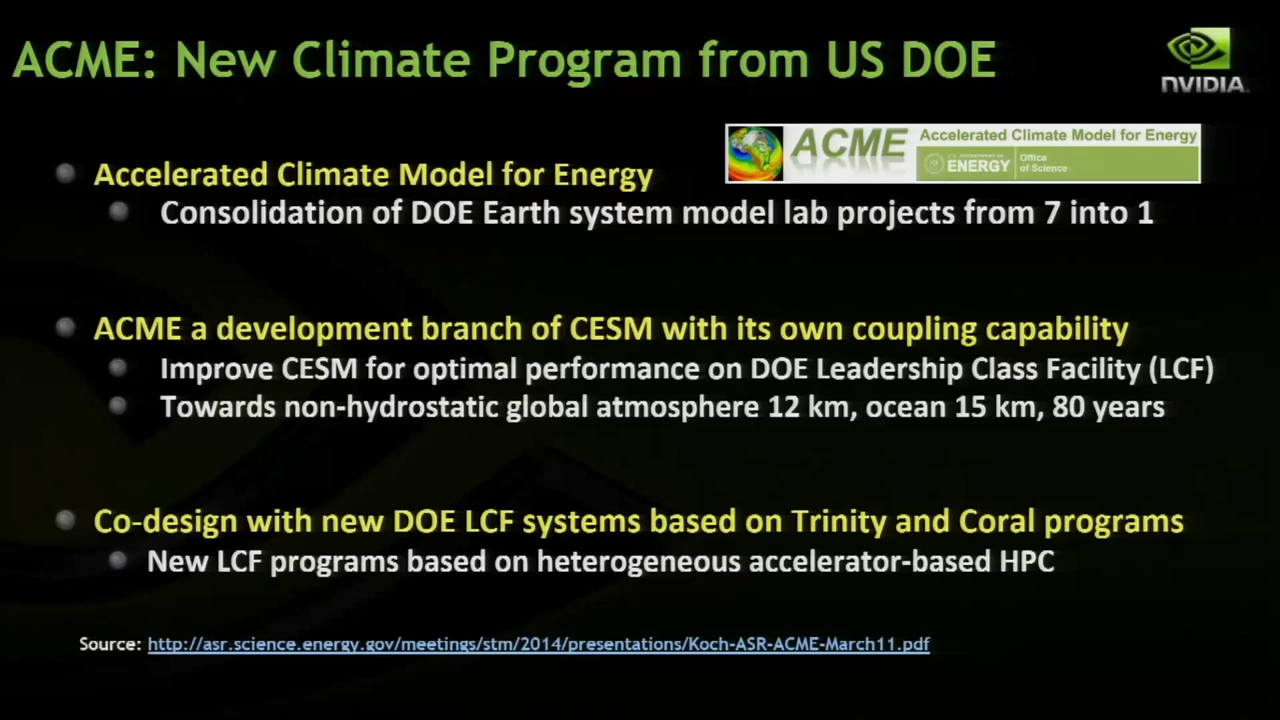 ACME: New Climate Program from US DOE
NVIDIA.
ACME
Accelerated Climate Model for Energy
U.S. DEPARTMENT OF
ENERGY
Office
of Science
Accelerated Climate Model for Energy
Consolidation of DOE Earth system model lab projects from 7 into 1
ACME a development branch of CESM with its own coupling capability
Improve CESM for optimal performance on DOE Leadership Class Facility (LCF)
Towards non-hydrostatic global atmosphere 12 km, ocean 15 km, 80 years
Co-design with new DOE LCF systems based on Trinity and Coral programs
New LCF programs based on heterogeneous accelerator-based HPC
Source: http://asr.science.energy.gov/meetings/stm/2014/presentations/Koch-ASR-ACME-March11.pdf